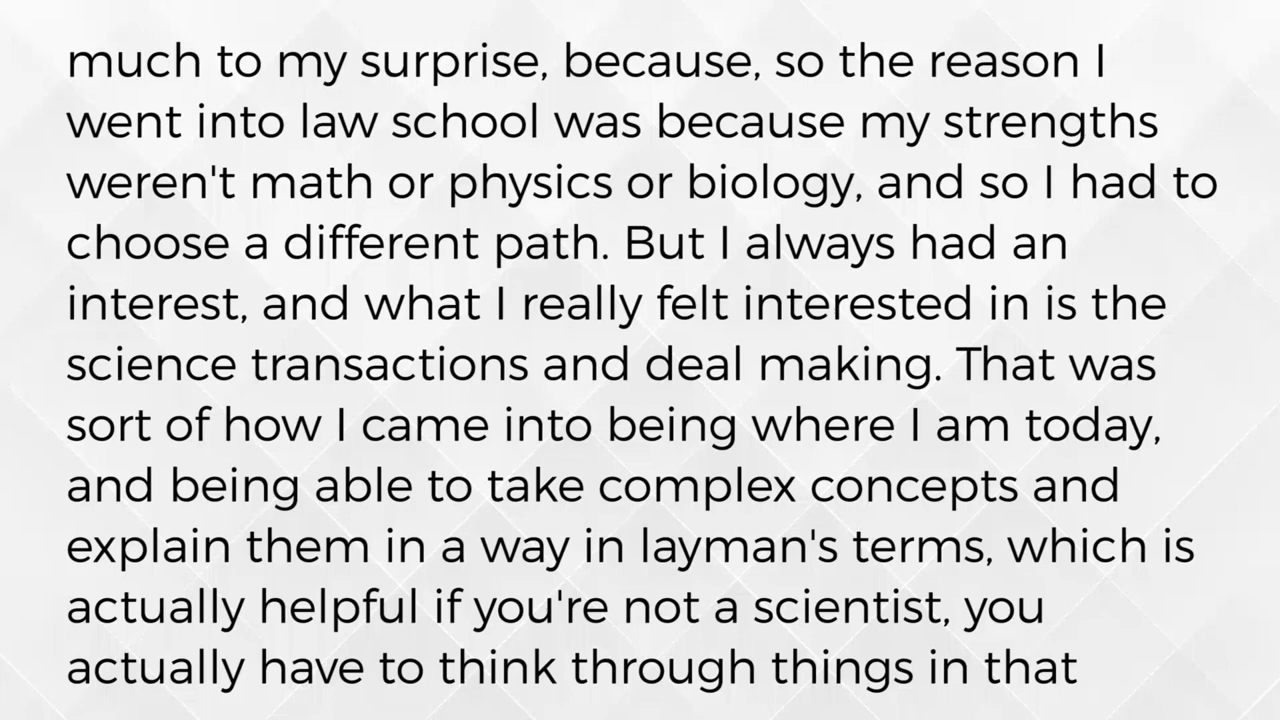 much to my surprise, because, so the reason I
went into law school was because my strengths
weren't math or physics or biology, and so I had to
choose a different path. But I always had an
interest, and what I really felt interested in is the
science transactions and deal making. That was
sort of how I came into being where I am today,
and being able to take complex concepts and
explain them in a way in layman's terms, which is
actually helpful if you're not a scientist, you
actually have to think through things in that